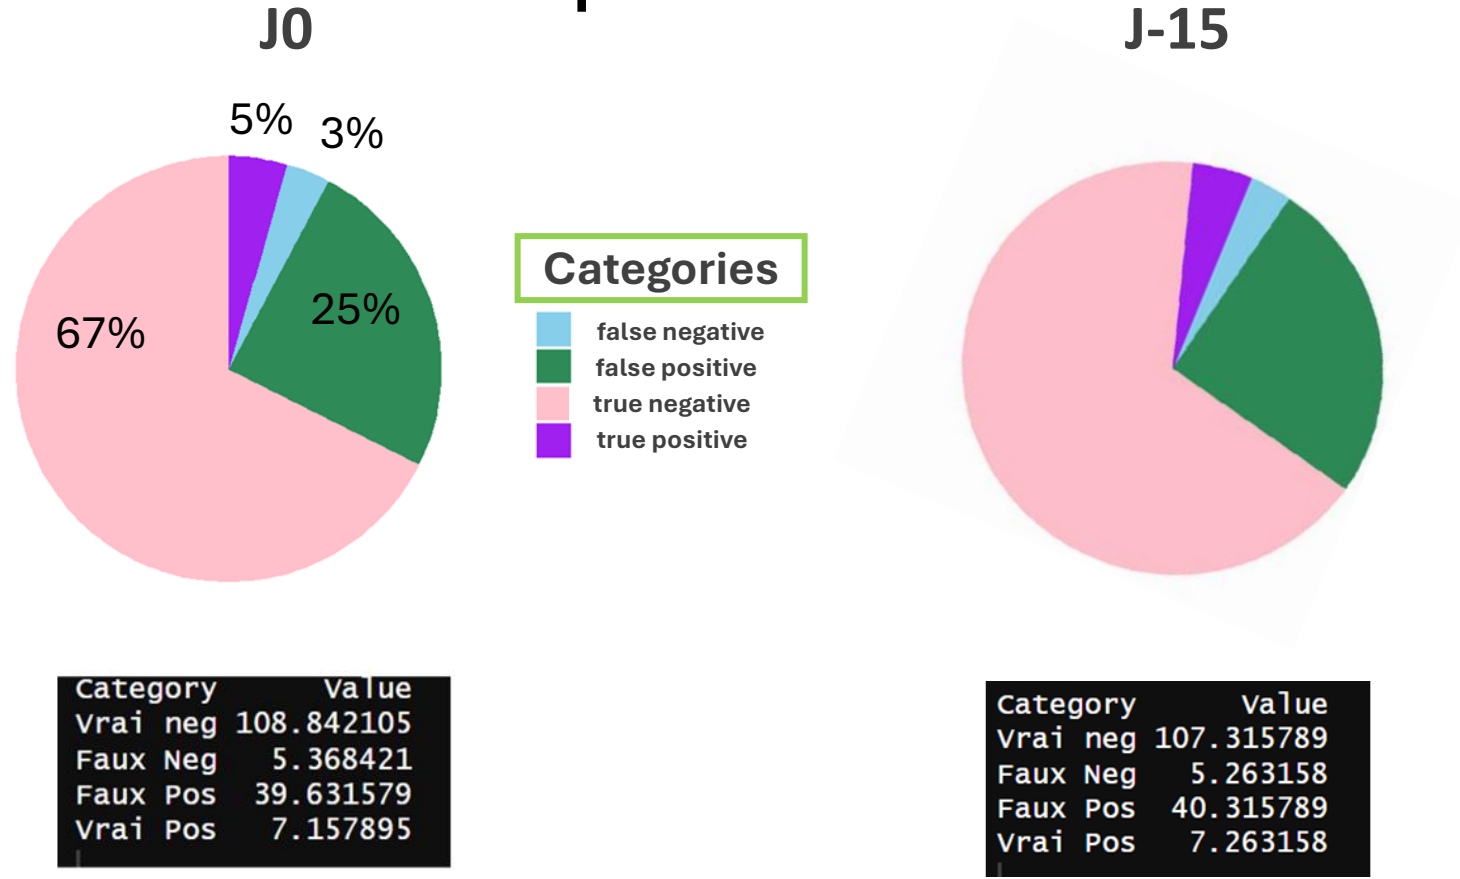 J0
J-15
5%
3%
25%
67%
Categories
false negative
false positive
true negative
true positive
Category Value
Vrai neg 108.842105
Faux Neg 5.368421
Faux Pos 39.631579
Vrai Pos 7.157895
Category Value
Vrai neg 107.315789
Faux Neg 5.263158
Faux Pos 40.315789
Vrai Pos 7.263158